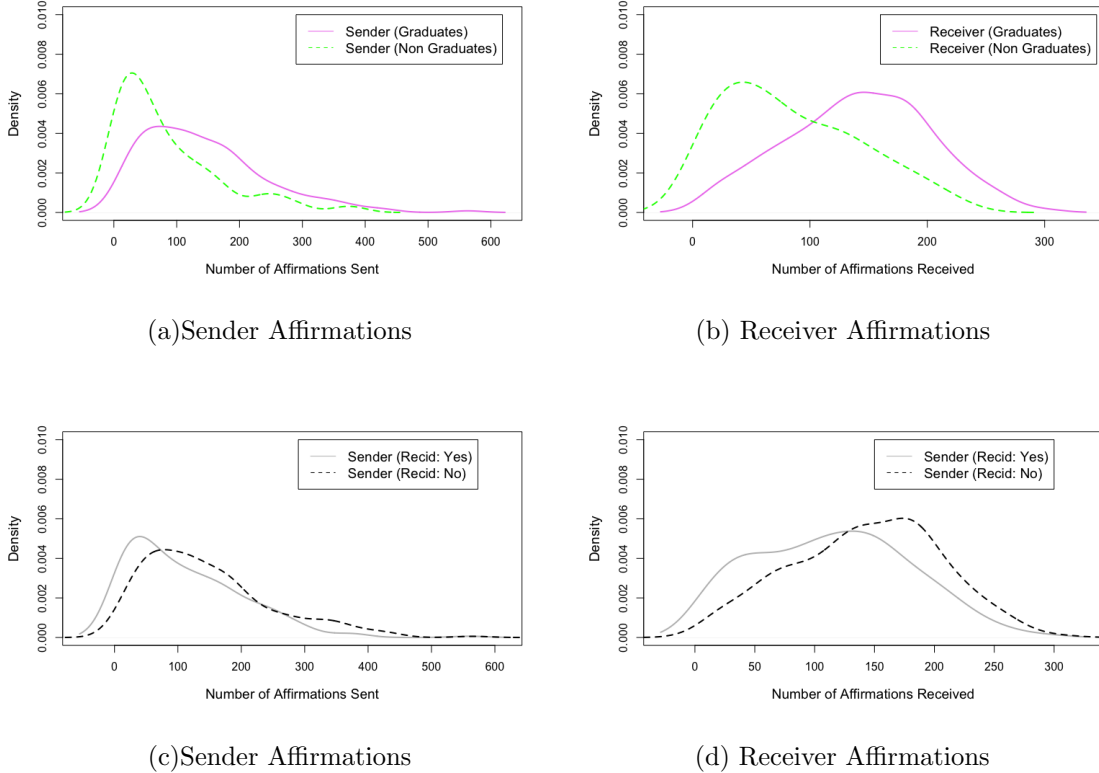 Sender (Graduates)
Sender (Non Graduates)
0.000 0.002 0.004 0.006 0.008 0.010
Density
0 100 200 300 400 500 600
Number of Affirmations Sent
(a)Sender Affirmations
Receiver (Graduates)
Receiver (Non Graduates)
0.000 0.002 0.004 0.006 0.008 0.010
Density
0 100 200 300
Number of Affirmations Received
(b) Receiver Affirmations
Sender (Recid: Yes)
Sender (Recid: No)
0.000 0.002 0.004 0.006 0.008 0.010
Density
0 100 200 300 400 500 600
Number of Affirmations Sent
(c)Sender Affirmations
Sender (Recid: Yes)
Sender (Recid: No)
0.000 0.002 0.004 0.006 0.008 0.010
Density
0 50 100 150 200 250 300
Number of Affirmations Received
(d) Receiver Affirmations